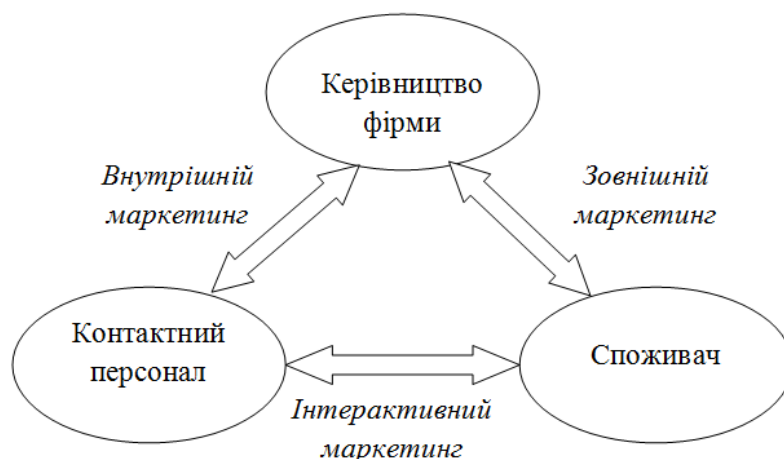 Керівництво
фірми
Внутрішній
маркетинг
Зовнішній
маркетинг
Контактний
персонал
Споживач
Інтерактивний
маркетинг